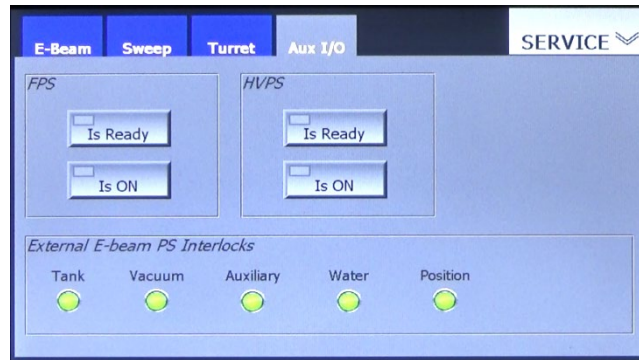 E-Beam Sweep Turret Aux I/O SERVICE
FPS HVPS
Is Ready Is Ready
Is ON Is ON
External E-beam PS Interlocks
Tank Vacuum Auxiliary Water Position